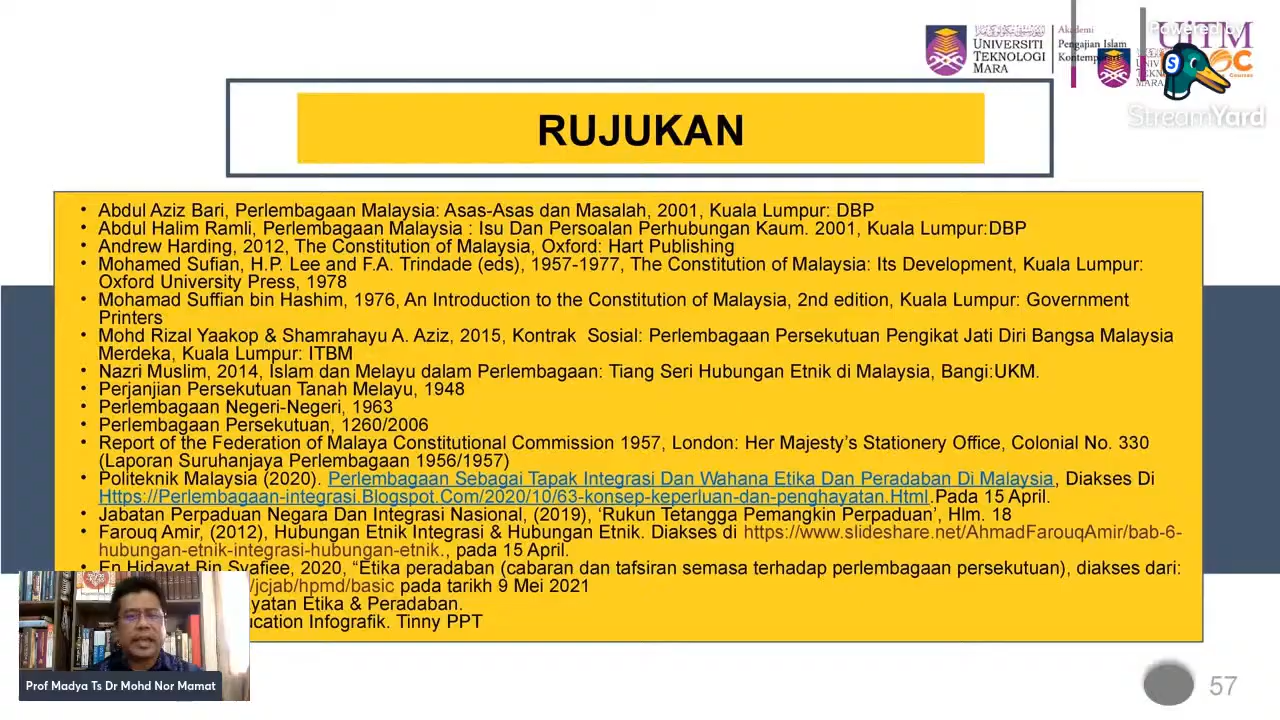 UNIVERSITI
TEKNOLOGI
MARA
Akademi
Pengajian Islam
Kontemporari
UiTM
Powered by
StreamYard
RUJUKAN
• Abdul Aziz Bari, Perlembagaan Malaysia: Asas-Asas dan Masalah, 2001, Kuala Lumpur: DBP
• Abdul Halim Ramli, Perlembagaan Malaysia : Isu Dan Persoalan Perhubungan Kaum. 2001, Kuala Lumpur:DBP
• Andrew Harding, 2012, The Constitution of Malaysia, Oxford: Hart Publishing
• Mohamed Sufian, H.P. Lee and F.A. Trindade (eds), 1957-1977, The Constitution of Malaysia: Its Development, Kuala Lumpur:
Oxford University Press, 1978
• Mohamad Suffian bin Hashim, 1976, An Introduction to the Constitution of Malaysia, 2nd edition, Kuala Lumpur: Government
Printers
• Mohd Rizal Yaakop & Shamrahayu A. Aziz, 2015, Kontrak Sosial: Perlembagaan Persekutuan Pengikat Jati Diri Bangsa Malaysia
Merdeka, Kuala Lumpur: ITBM
• Nazri Muslim, 2014, Islam dan Melayu dalam Perlembagaan: Tiang Seri Hubungan Etnik di Malaysia, Bangi:UKM.
• Perjanjian Persekutuan Tanah Melayu, 1948
• Perlembagaan Negeri-Negeri, 1963
• Perlembagaan Persekutuan, 1260/2006
• Report of the Federation of Malaya Constitutional Commission 1957, London: Her Majesty’s Stationery Office, Colonial No. 330
(Laporan Suruhanjaya Perlembagaan 1956/1957)
• Politeknik Malaysia (2020). Perlembagaan Sebagai Tapak Integrasi Dan Wahana Etika Dan Peradaban Di Malaysia, Diakses Di
Https://Perlembagaan-integrasi.Blogspot.Com/2020/10/63-konsep-keperluan-dan-penghayatan.Html.Pada 15 April.
• Jabatan Perpaduan Negara Dan Integrasi Nasional, (2019), ‘Rukun Tetangga Pemangkin Perpaduan’, Hlm. 18
• Farouq Amir, (2012), Hubungan Etnik Integrasi & Hubungan Etnik. Diakses di https://www.slideshare.net/AhmadFarouqAmir/bab-6-
hubungan-etnik-integrasi-hubungan-etnik., pada 15 April.
• En Hidayat Bin Syafiee, 2020, “Etika peradaban (cabaran dan tafsiran semasa terhadap perlembagaan persekutuan), diakses dari:
/jcjab/hpmd/basic pada tarikh 9 Mei 2021
yatan Etika & Peradaban.
ucation Infografik. Tinny PPT
Prof Madya Ts Dr Mohd Nor Mamat
57